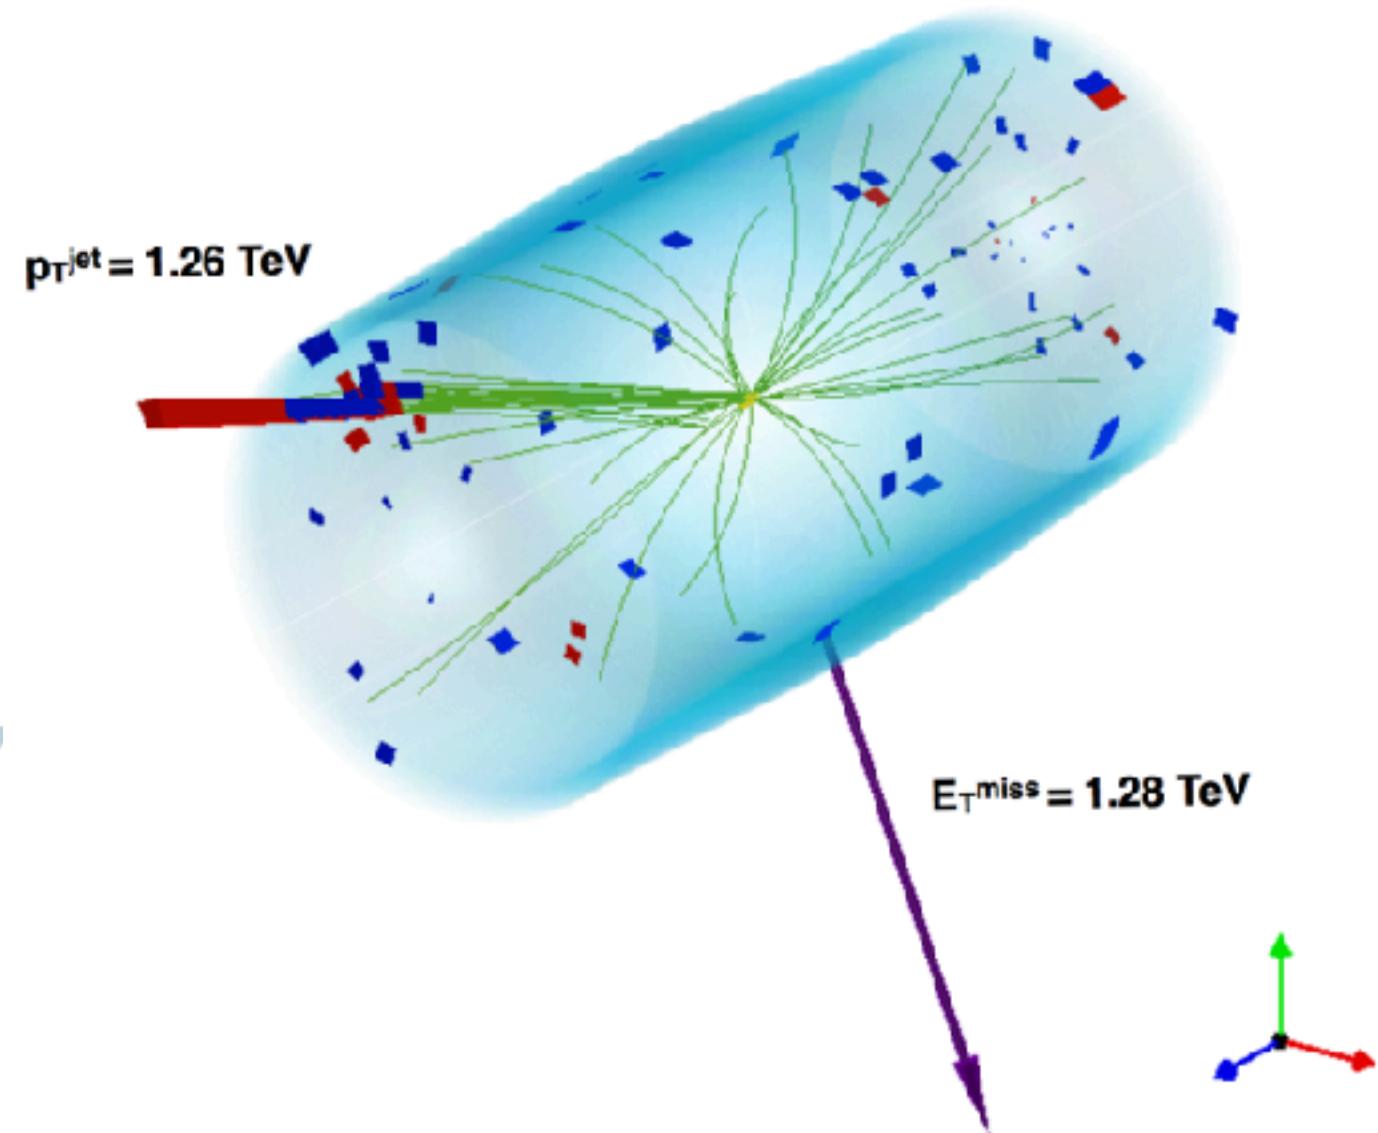 pTjet = 1.26 TeV
ETmiss = 1.28 TeV